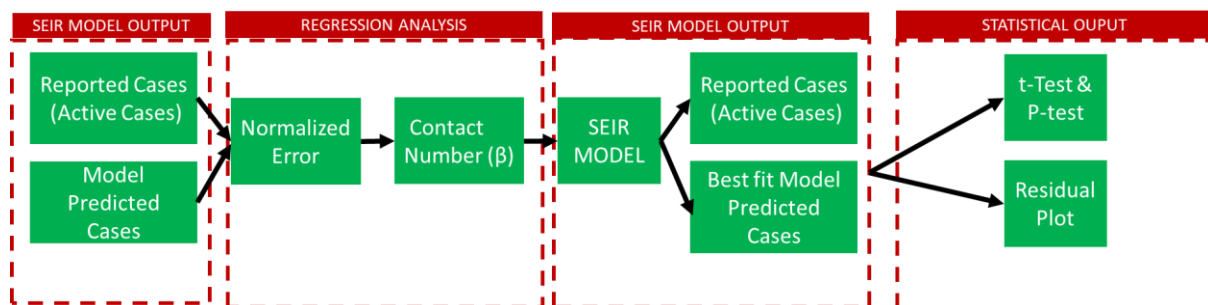 SEIR MODEL OUTPUT
REGRESSION ANALYSIS
SEIR MODEL OUTPUT
STATISTICAL OUPUT
Reported Cases
(Active Cases)
Model
Predicted
Cases
Normalized
Error
Contact
Number (β)
SEIR
MODEL
Reported Cases
(Active Cases)
Best fit Model
Predicted
Cases
t-Test &
P-test
Residual
Plot